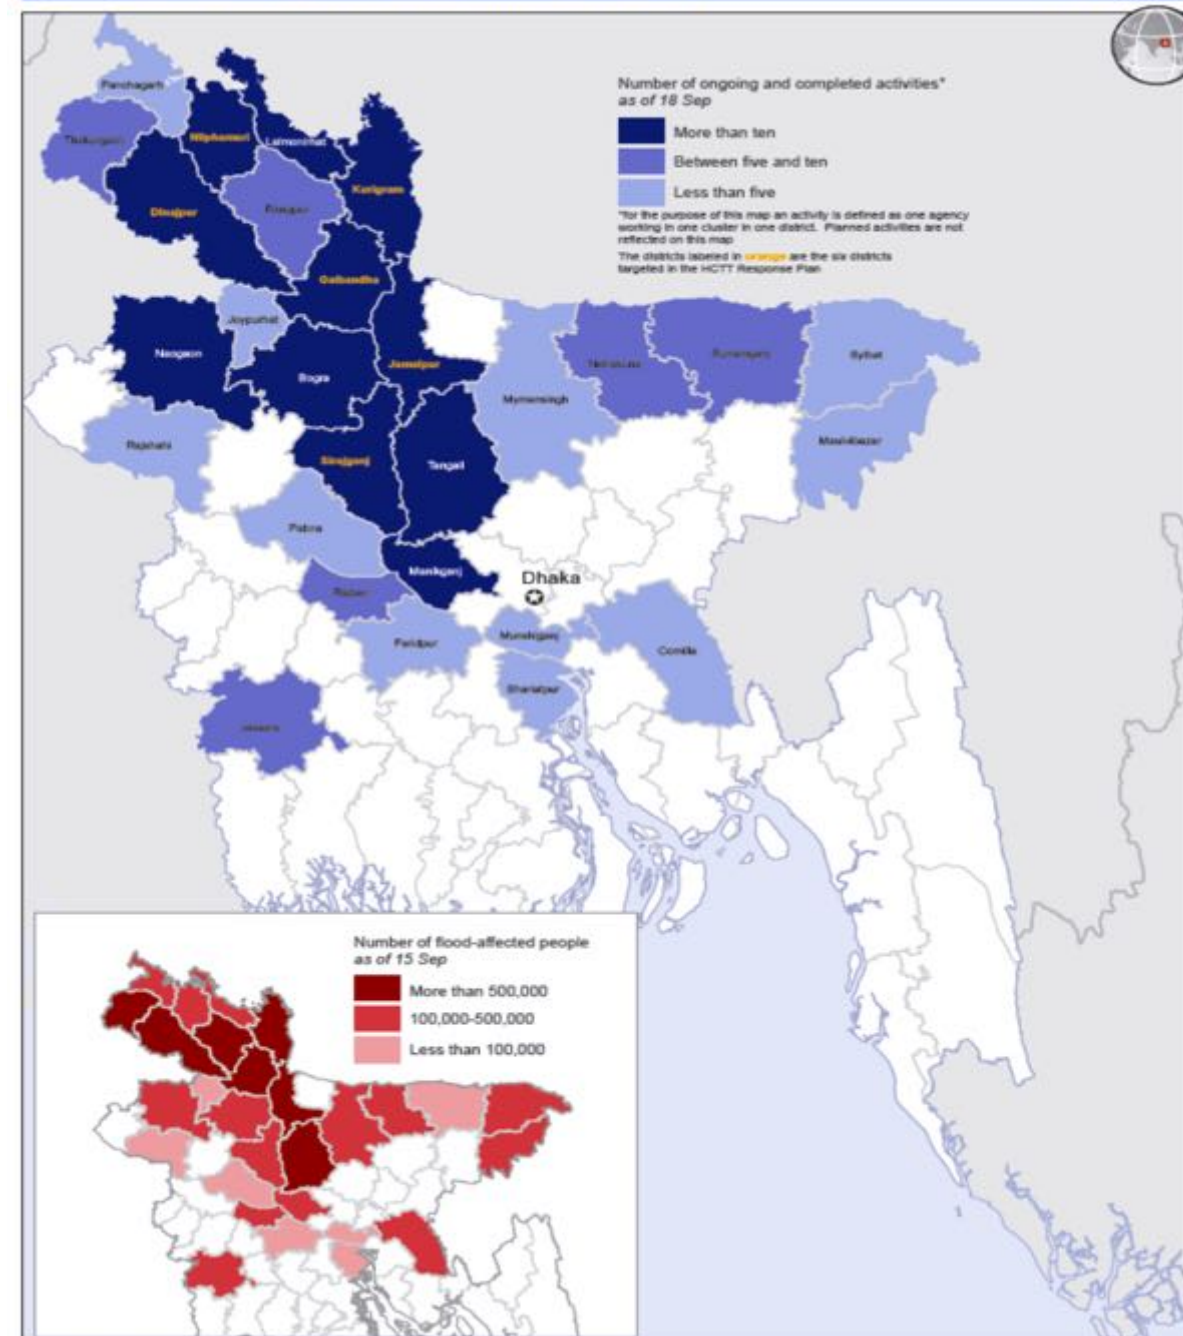 Number of ongoing and completed activities*
as of 18 Sep
More than ten
Between five and ten
Less than five
*for the purpose of this map an activity is defined as one agency
working in one cluster in one district. Planned activities are not
reflected on this map
The districts labeled in orange are the six districts
targeted in the HCTT Response Plan
Panchagarh
Nilphamari
Lalmonirhat
Thakurgaon
Kurigram
Dinajpur
Rangpur
Gaibandha
Joypurhat
Naogaon
Bogra
Jamalpur
Netrakona
Sunamganj
Sylhet
Mymensingh
Rajshahi
Sirajganj
Tangail
Maulvibazar
Pabna
Manikganj
Dhaka
Faridpur
Munshiganj
Comilla
Shariatpur
Number of flood-affected people
as of 15 Sep
More than 500,000
100,000-500,000
Less than 100,000